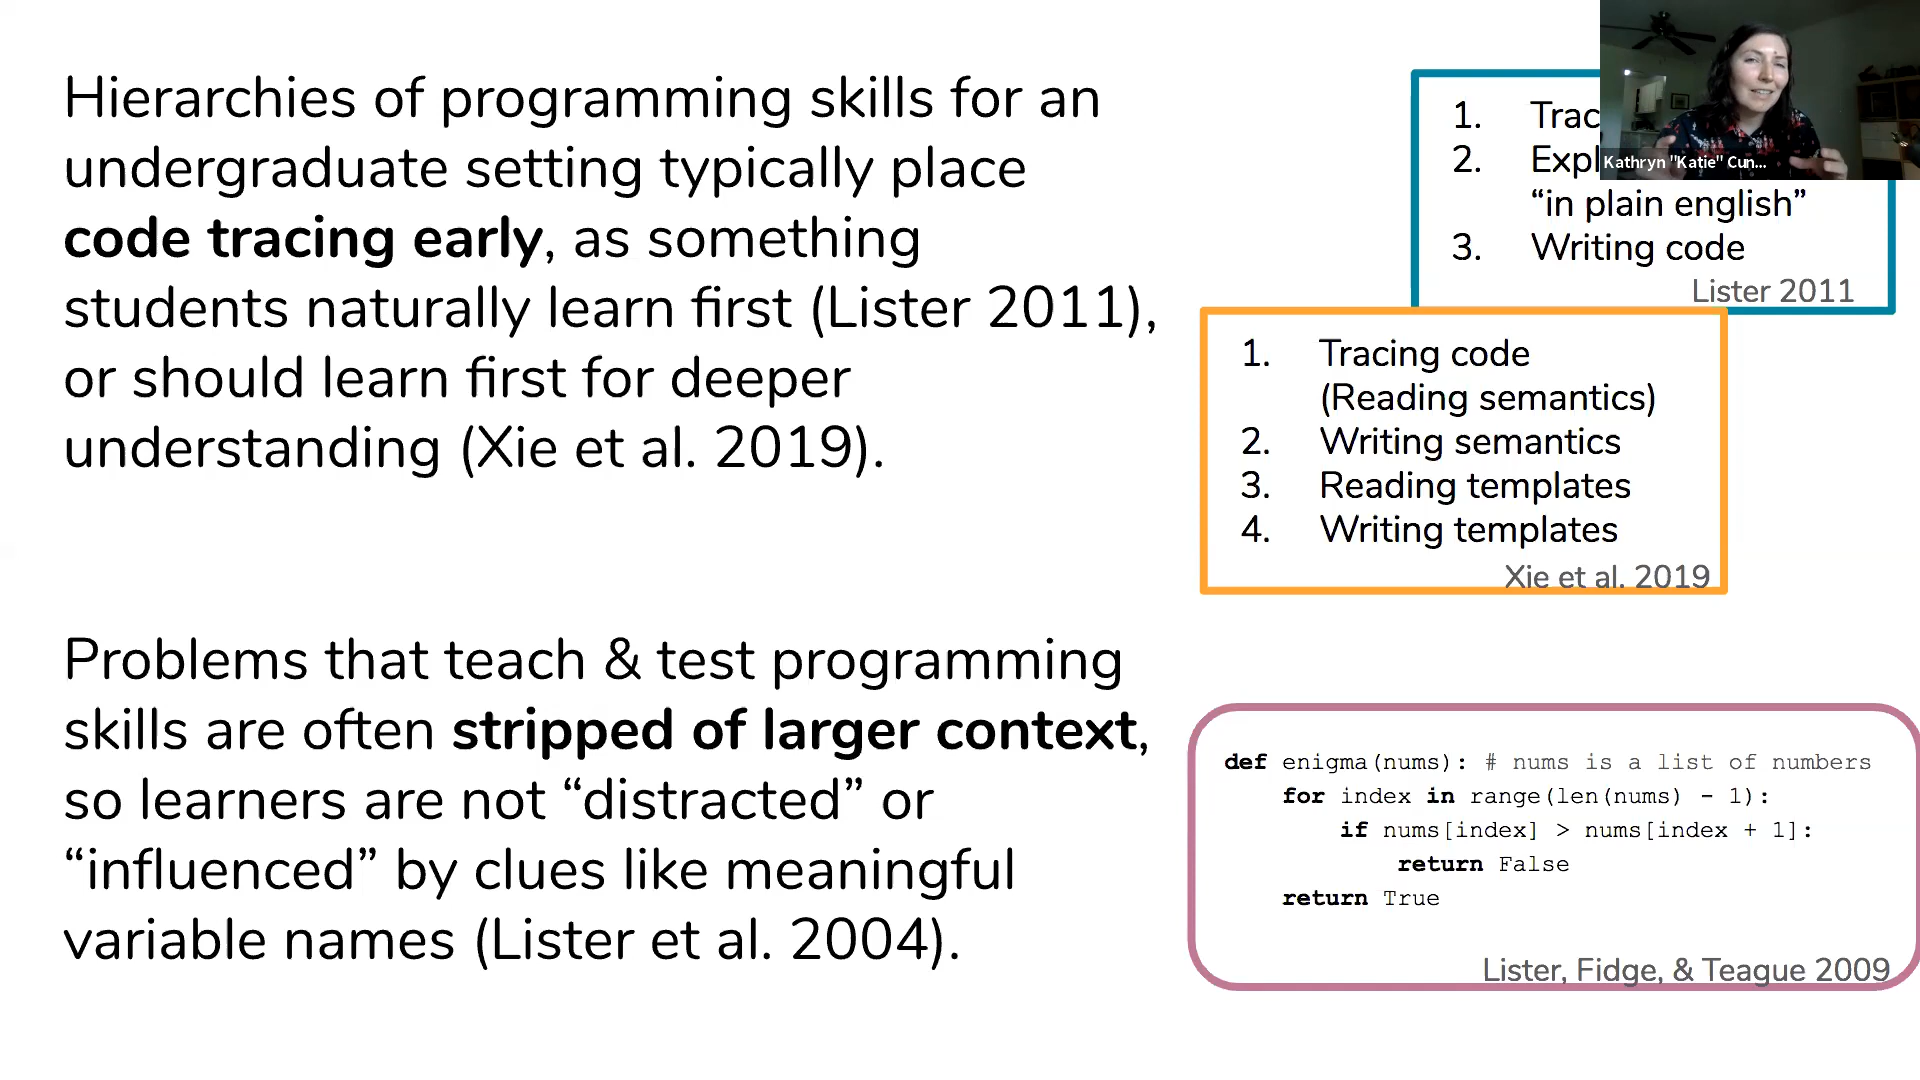 Hierarchies of programming skills for an
undergraduate setting typically place
code tracing early, as something
students naturally learn first (Lister 2011),
or should learn first for deeper
understanding (Xie et al. 2019).
Problems that teach & test programming
skills are often stripped of larger context,
so learners are not “distracted” or
“influenced” by clues like meaningful
variable names (Lister et al. 2004).
1.
2.
“in plain english”
3. Writing code
Lister 2011
Kathryn "Katie" Cun...
1. Tracing code
(Reading semantics)
2. Writing semantics
3. Reading templates
4. Writing templates
Xie et al. 2019
def enigma(nums): # nums is a list of numbers
for index in range(len(nums) - 1):
if nums[index] > nums[index + 1]:
return False
return True
Lister, Fidge, & Teague 2009